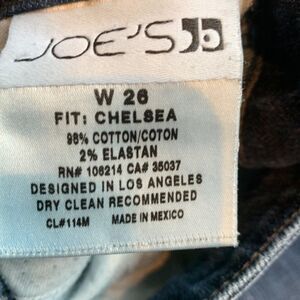 JOE'S
W 26
FIT: CHELSEA
98% COTTON/COTON
2% ELASTAN
RN# 106214 CA# 35037
DESIGNED IN LOS ANGELES
DRY CLEAN RECOMMENDED
CL#114M MADE IN MEXICO